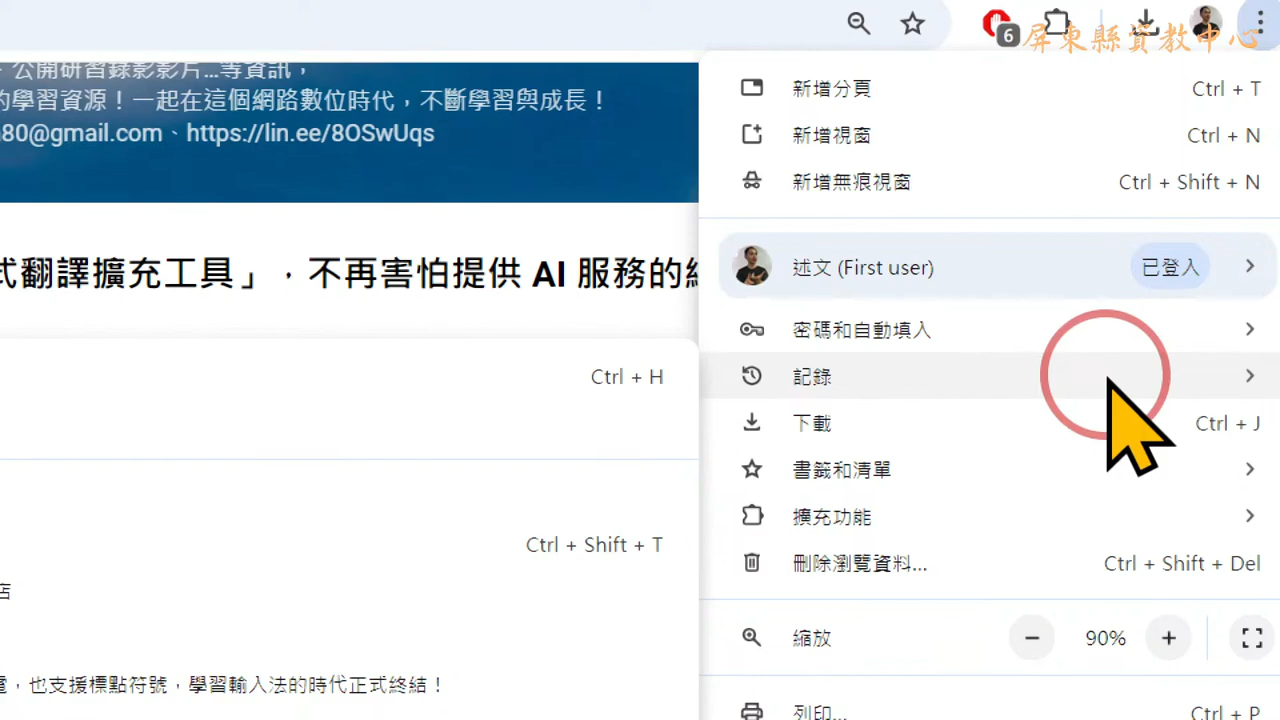 6
屏東縣資教中心
、公開研習錄影影片...等資訊，
的學習資源！一起在這個網路數位時代，不斷學習與成長！
80@gmail.com、https://lin.ee/8OSwUqs
式翻譯擴充工具」，不再害怕提供 AI 服務的
Ctrl + H
Ctrl + Shift + T
店
電，也支援標點符號，學習輸入法的時代正式終結！
新增分頁 Ctrl + T
新增視窗 Ctrl + N
新增無痕視窗 Ctrl + Shift + N
述文 (First user) 已登入
密碼和自動填入
記錄
下載 Ctrl + J
書籤和清單
擴充功能
刪除瀏覽資料... Ctrl + Shift + Del
縮放 − 90% +
列印... Ctrl + P